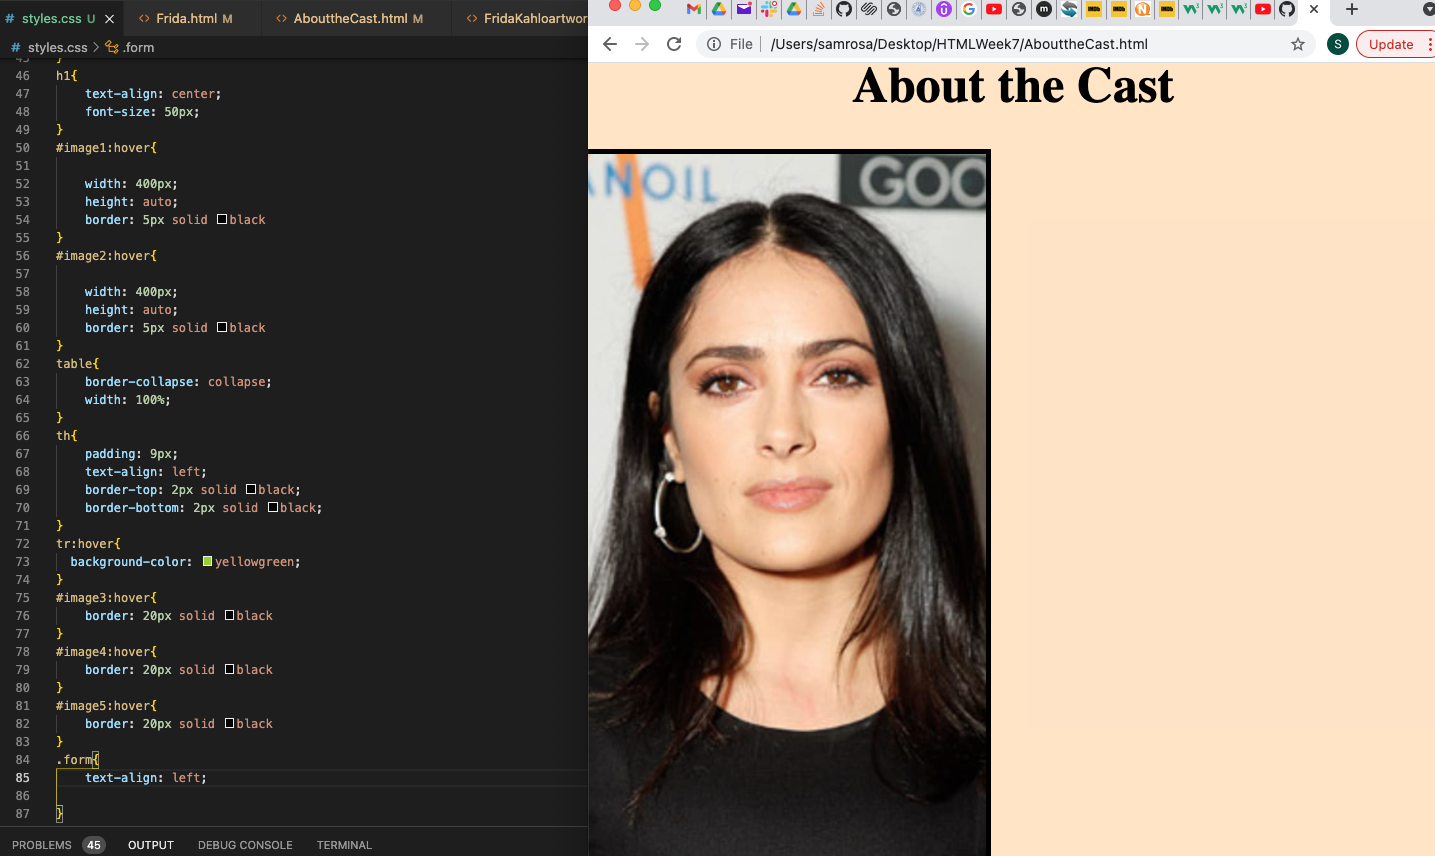 # styles.css U ×
<> Frida.html M
<> AbouttheCast.html M
<> FridaKahloartwor
# styles.css > .form
45 }
46 h1{
47 text-align: center;
48 font-size: 50px;
49 }
50 #image1:hover{
51
52 width: 400px;
53 height: auto;
54 border: 5px solid black
55 }
56 #image2:hover{
57
58 width: 400px;
59 height: auto;
60 border: 5px solid black
61 }
62 table{
63 border-collapse: collapse;
64 width: 100%;
65 }
66 th{
67 padding: 9px;
68 text-align: left;
69 border-top: 2px solid black;
70 border-bottom: 2px solid black;
71 }
72 tr:hover{
73 background-color: yellowgreen;
74 }
75 #image3:hover{
76 border: 20px solid black
77 }
78 #image4:hover{
79 border: 20px solid black
80 }
81 #image5:hover{
82 border: 20px solid black
83 }
84 .form{
85 text-align: left;
86
87 }
PROBLEMS 45 OUTPUT DEBUG CONSOLE TERMINAL
File /Users/samrosa/Desktop/HTMLWeek7/AbouttheCast.html
S
Update
About the Cast
ANOIL
GOO